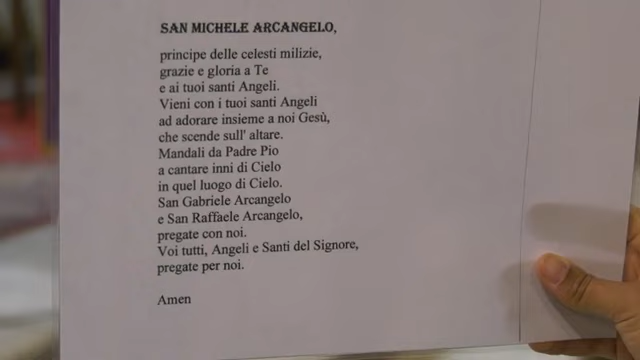 SAN MICHELE ARCANGELO,
principe delle celesti milizie,
grazie e gloria a Te
e ai tuoi santi Angeli.
Vieni con i tuoi santi Angeli
ad adorare insieme a noi Gesù,
che scende sull' altare.
Mandali da Padre Pio
a cantare inni di Cielo
in quel luogo di Cielo.
San Gabriele Arcangelo
e San Raffaele Arcangelo,
pregate con noi.
Voi tutti, Angeli e Santi del Signore,
pregate per noi.
Amen